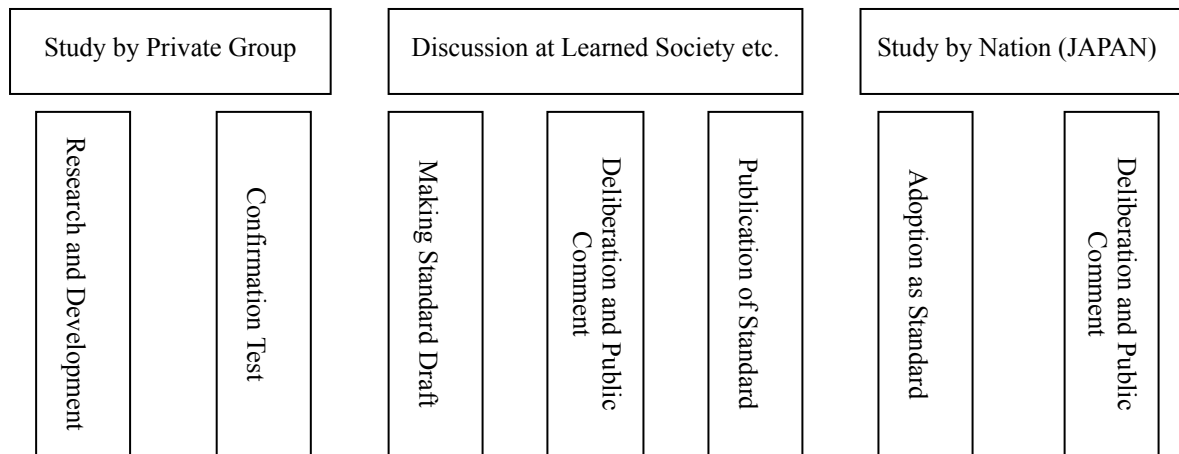 Study by Private Group
Discussion at Learned Society etc.
Study by Nation (JAPAN)
Research and Development
Confirmation Test
Making Standard Draft
Deliberation and Public
Comment
Publication of Standard
Adoption as Standard
Deliberation and Public
Comment